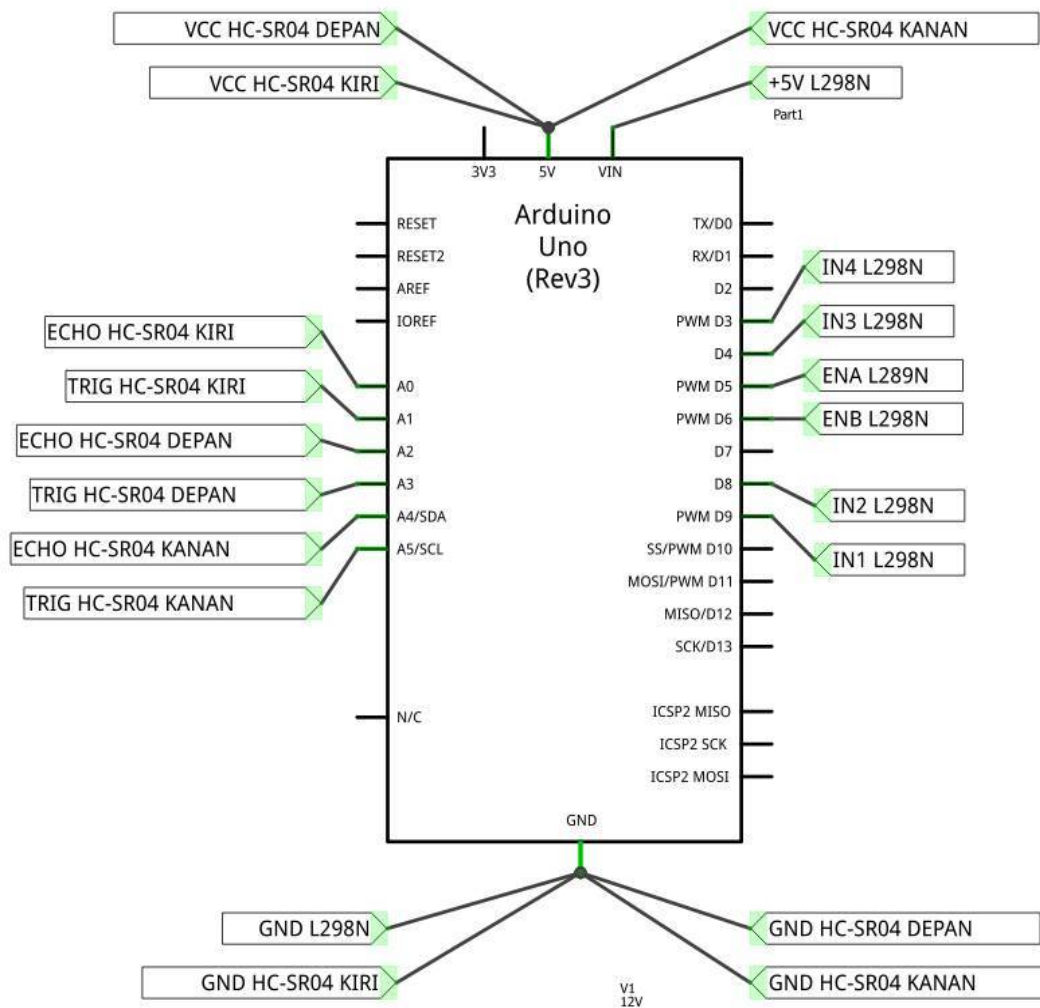 VCC HC-SR04 DEPAN
VCC HC-SR04 KANAN
VCC HC-SR04 KIRI
+5V L298N
Part1
3V3
5V
VIN
Arduino
Uno
(Rev3)
RESET
RESET2
AREF
IOREF
ECHO HC-SR04 KIRI
A0
TRIG HC-SR04 KIRI
A1
ECHO HC-SR04 DEPAN
A2
TRIG HC-SR04 DEPAN
A3
ECHO HC-SR04 KANAN
A4/SDA
TRIG HC-SR04 KANAN
A5/SCL
N/C
TX/D0
RX/D1
D2
PWM D3
IN4 L298N
D4
IN3 L298N
PWM D5
ENA L289N
PWM D6
ENB L298N
D7
D8
IN2 L298N
PWM D9
IN1 L298N
SS/PWM D10
MOSI/PWM D11
MISO/D12
SCK/D13
ICSP2 MISO
ICSP2 SCK
ICSP2 MOSI
GND
GND L298N
GND HC-SR04 DEPAN
GND HC-SR04 KIRI
GND HC-SR04 KANAN
V1
12V